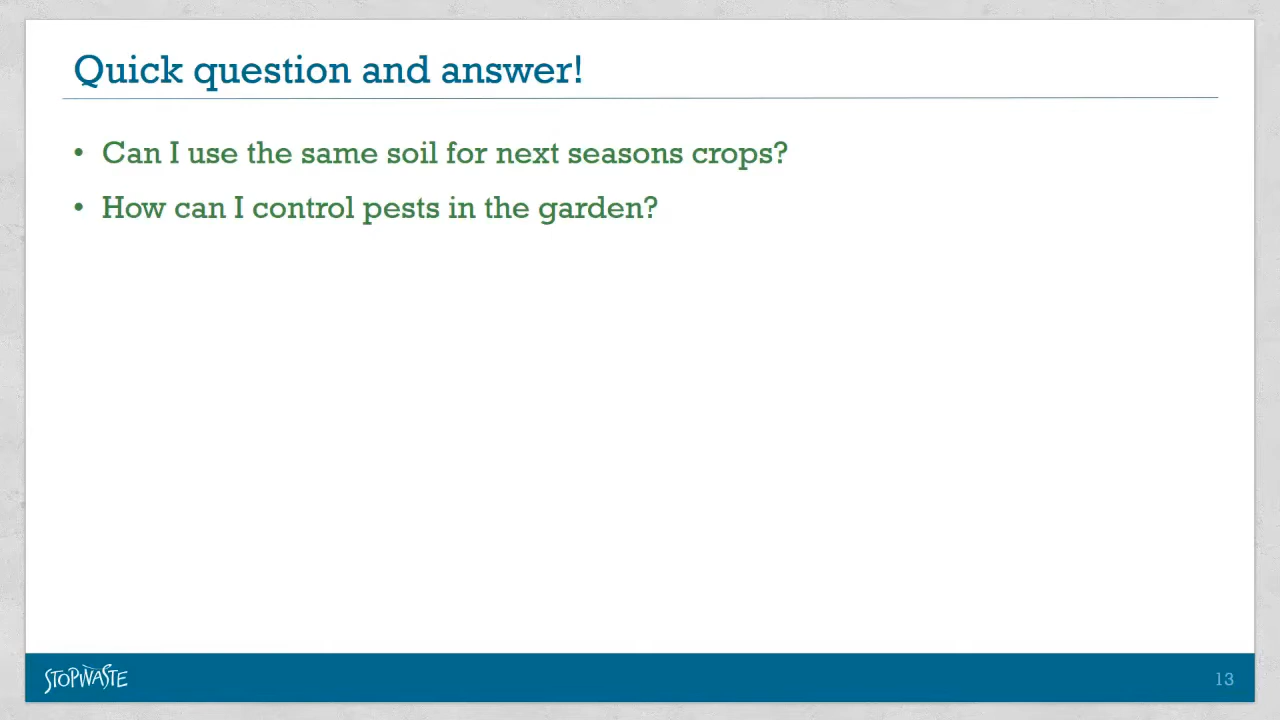 Quick question and answer!
• Can I use the same soil for next seasons crops?
• How can I control pests in the garden?
STOPWASTE
13